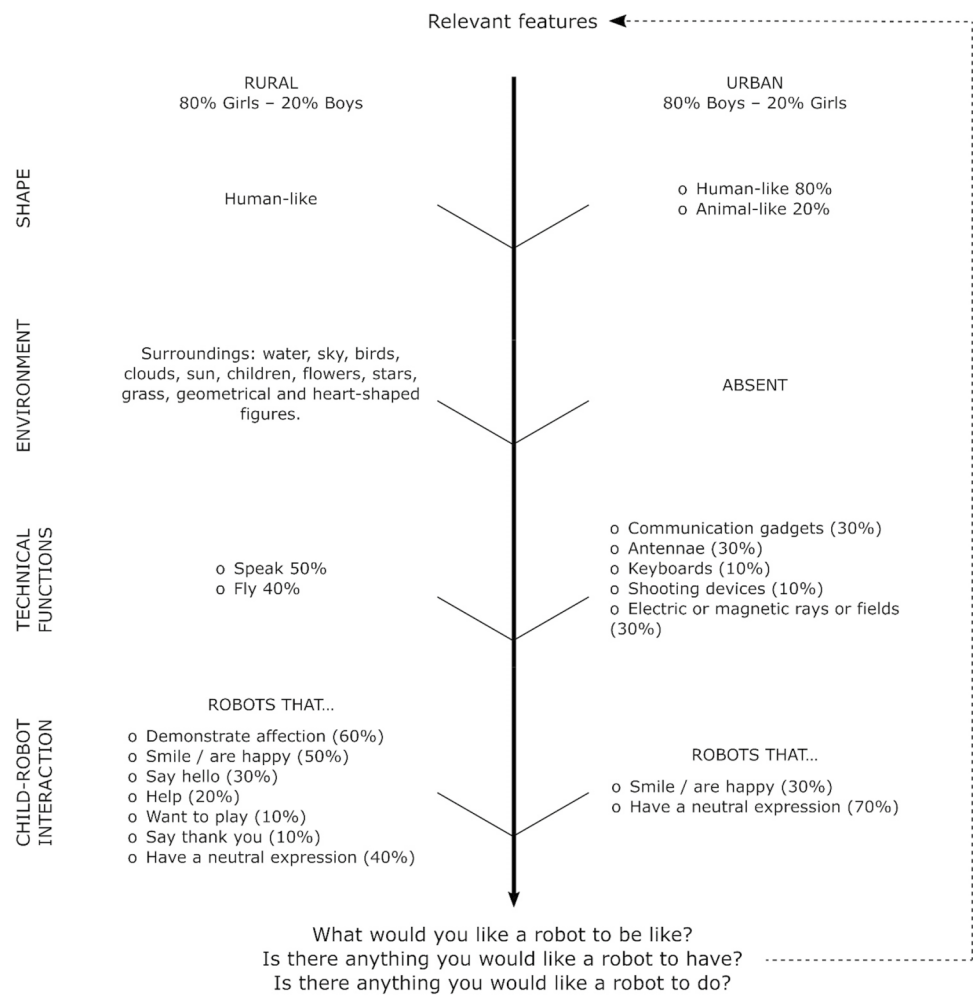 Relevant features
RURAL
80% Girls – 20% Boys
URBAN
80% Boys – 20% Girls
SHAPE
Human-like
o Human-like 80%
o Animal-like 20%
ENVIRONMENT
Surroundings: water, sky, birds,
clouds, sun, children, flowers, stars,
grass, geometrical and heart-shaped
figures.
ABSENT
TECHNICAL
FUNCTIONS
o Speak 50%
o Fly 40%
o Communication gadgets (30%)
o Antennae (30%)
o Keyboards (10%)
o Shooting devices (10%)
o Electric or magnetic rays or fields
(30%)
CHILD-ROBOT
INTERACTION
ROBOTS THAT...
o Demonstrate affection (60%)
o Smile / are happy (50%)
o Say hello (30%)
o Help (20%)
o Want to play (10%)
o Say thank you (10%)
o Have a neutral expression (40%)
ROBOTS THAT...
o Smile / are happy (30%)
o Have a neutral expression (70%)
What would you like a robot to be like?
Is there anything you would like a robot to have?
Is there anything you would like a robot to do?